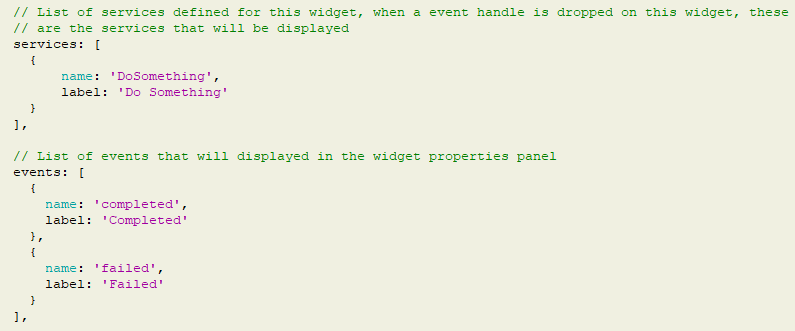 // List of services defined for this widget, when a event handle is dropped on this widget, these
// are the services that will be displayed
services: [
  {
      name: 'DoSomething',
      label: 'Do Something'
  }
],

// List of events that will displayed in the widget properties panel
events: [
  {
    name: 'completed',
    label: 'Completed'
  },
  {
    name: 'failed',
    label: 'Failed'
  }
],